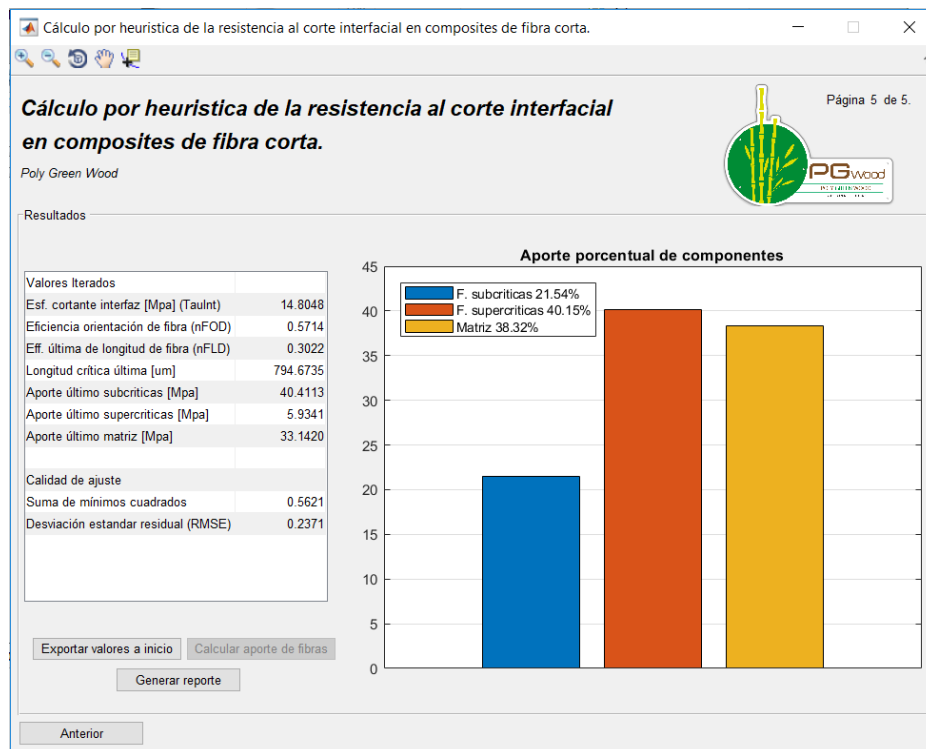 Cálculo por heuristica de la resistencia al corte interfacial en composites de fibra corta.
Cálculo por heuristica de la resistencia al corte interfacial
en composites de fibra corta.
Poly Green Wood
Página 5 de 5.
PGwood
Resultados
Valores Iterados
Esf. cortante interfaz [Mpa] (TauInt) 14.8048
Eficiencia orientación de fibra (nFOD) 0.5714
Eff. última de longitud de fibra (nFLD) 0.3022
Longitud crítica última [um] 794.6735
Aporte último subcriticas [Mpa] 40.4113
Aporte último supercriticas [Mpa] 5.9341
Aporte último matriz [Mpa] 33.1420
Calidad de ajuste
Suma de mínimos cuadrados 0.5621
Desviación estandar residual (RMSE) 0.2371
Exportar valores a inicio
Calcular aporte de fibras
Generar reporte
Anterior
Aporte porcentual de componentes
F. subcriticas 21.54%
F. supercriticas 40.15%
Matriz 38.32%
45
40
35
30
25
20
15
10
5
0